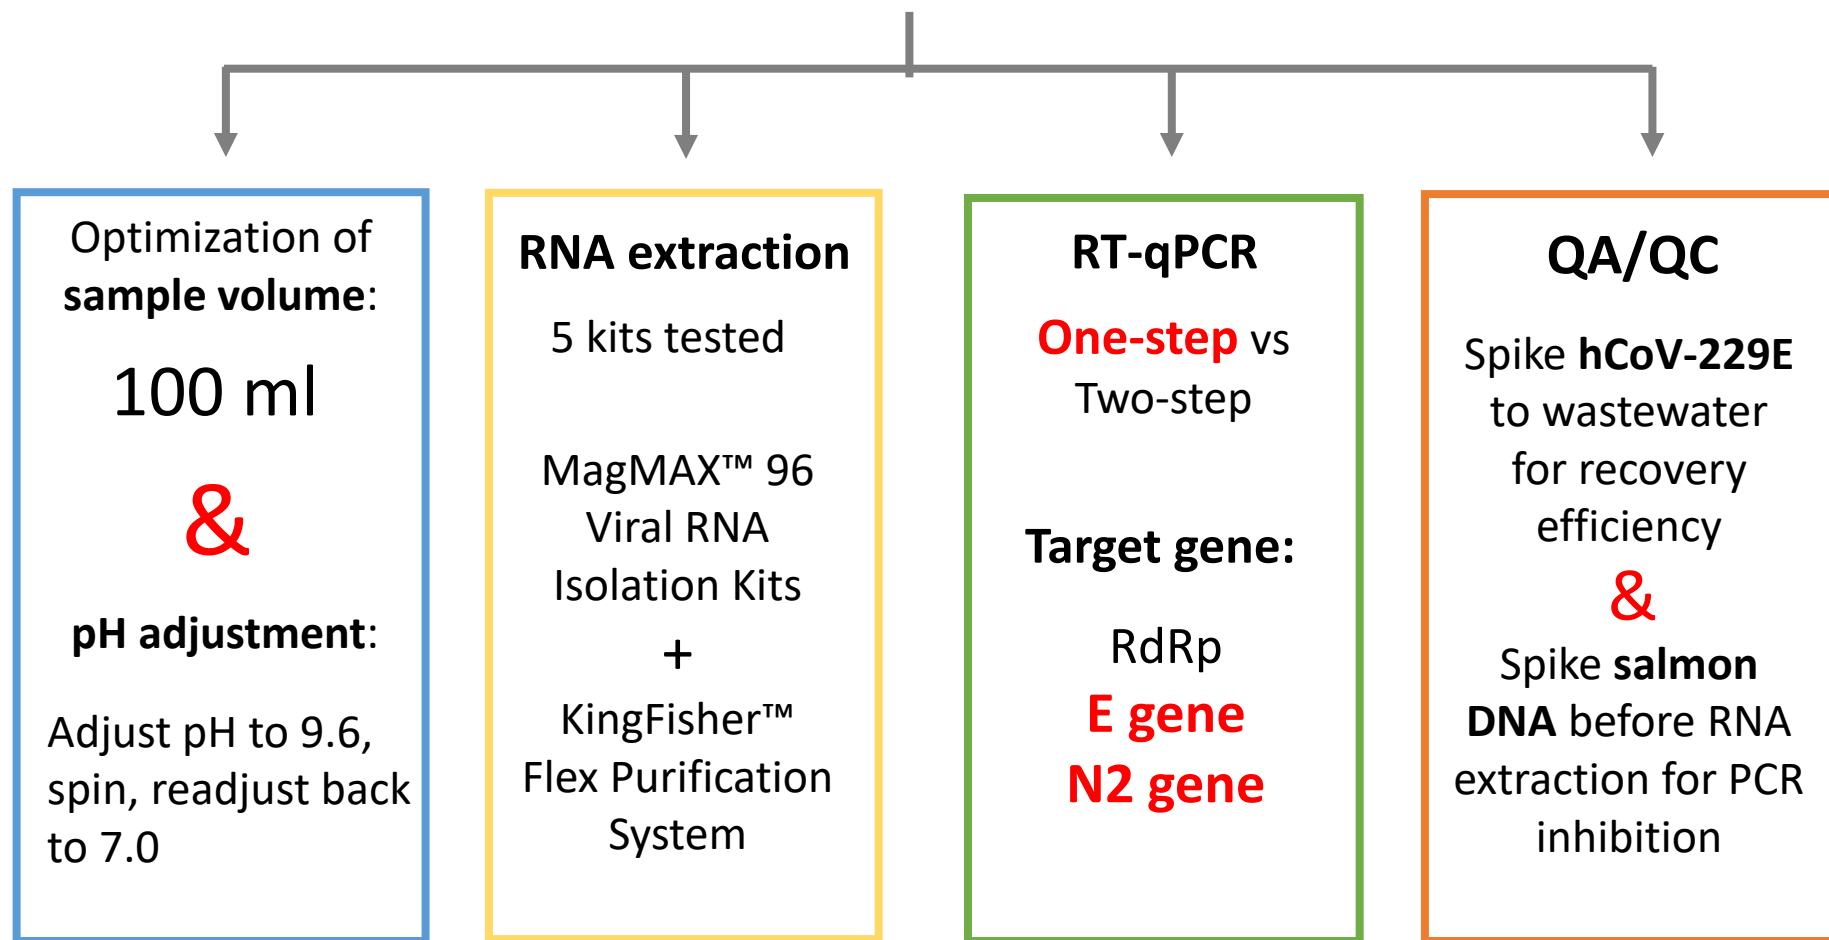 Optimization of
sample volume:
100 ml
&
pH adjustment:
Adjust pH to 9.6,
spin, readjust back
to 7.0
RNA extraction
5 kits tested
MagMAX™ 96
Viral RNA
Isolation Kits
+
KingFisher™
Flex Purification
System
RT-qPCR
One-step vs
Two-step
Target gene:
RdRp
E gene
N2 gene
QA/QC
Spike hCoV-229E
to wastewater
for recovery
efficiency
&
Spike salmon
DNA before RNA
extraction for PCR
inhibition